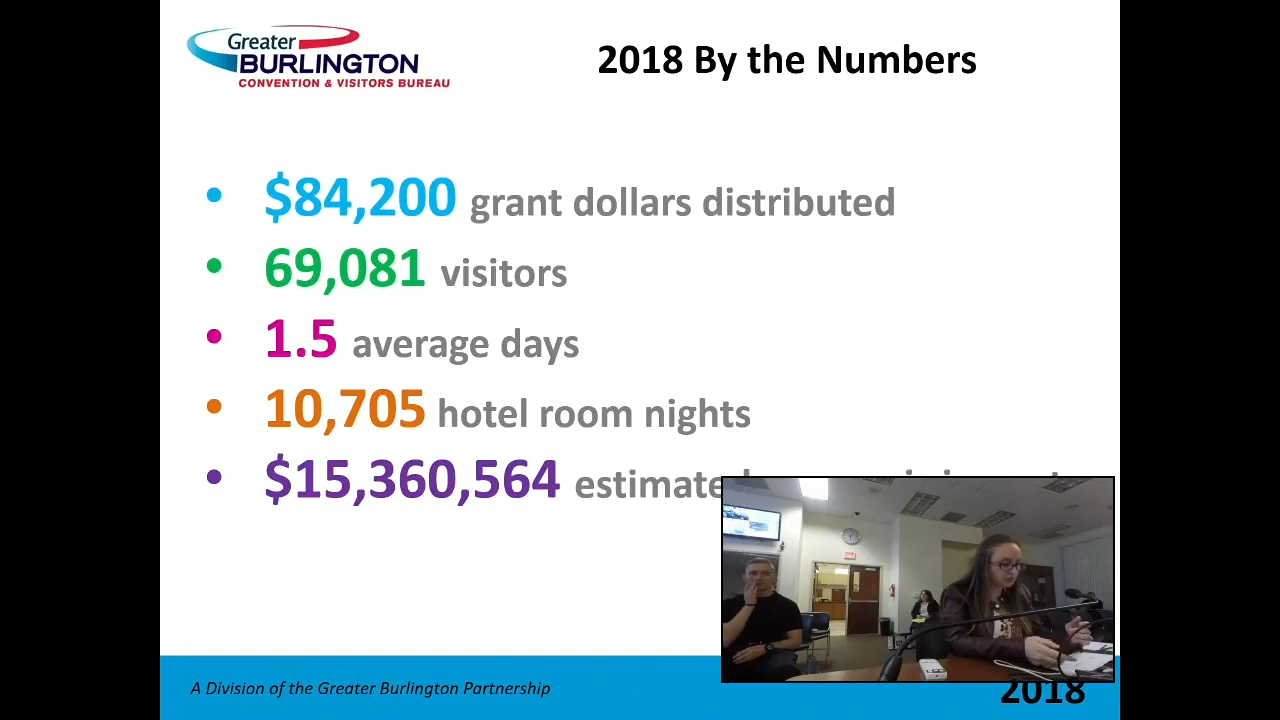 Greater
BURLINGTON
CONVENTION & VISITORS BUREAU
2018 By the Numbers
• $84,200 grant dollars distributed
• 69,081 visitors
• 1.5 average days
• 10,705 hotel room nights
• $15,360,564 estimated
A Division of the Greater Burlington Partnership
2018